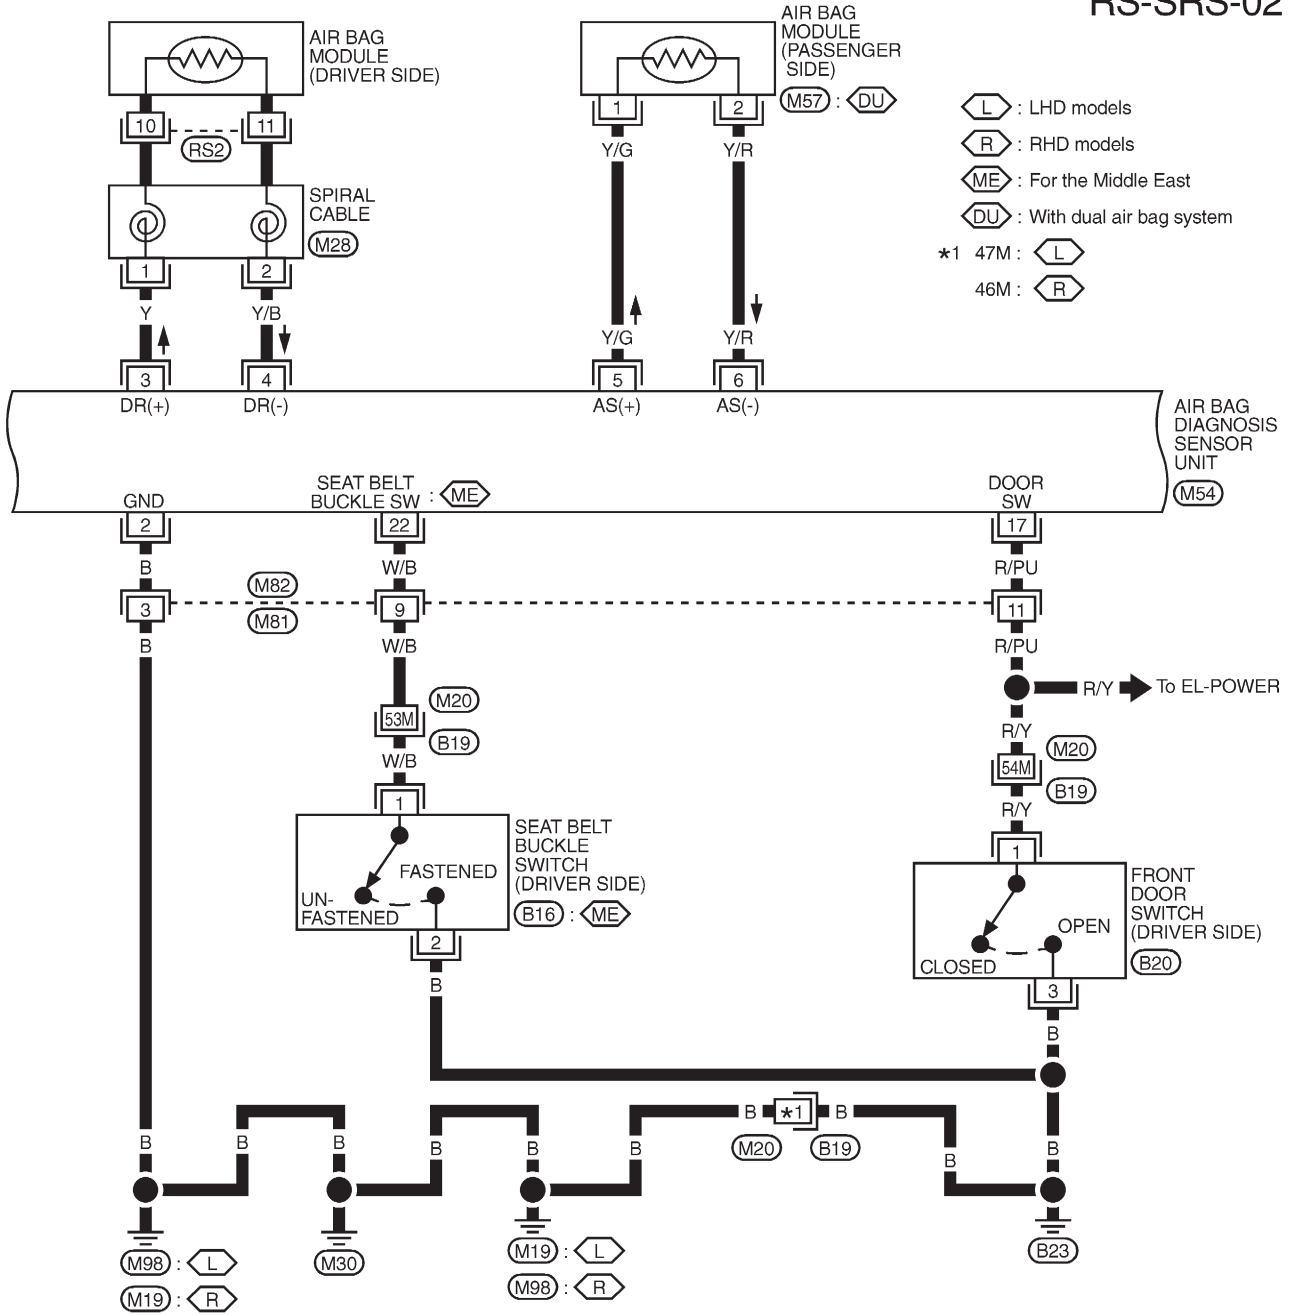 RS-SRS-02
AIR BAG
MODULE
(DRIVER SIDE)
AIR BAG
MODULE
(PASSENGER
SIDE)
M57 : DU
10 11
RS2
1 2
Y/G Y/R
L : LHD models
R : RHD models
ME : For the Middle East
DU : With dual air bag system
*1 47M : L
46M : R
SPIRAL
CABLE
M28
1 2
Y Y/B
Y/G Y/R
3 4 5 6
DR(+) DR(-) AS(+) AS(-)
AIR BAG
DIAGNOSIS
SENSOR
UNIT
M54
GND
SEAT BELT
BUCKLE SW : ME
DOOR
SW
2 22 17
B W/B R/PU
M82
3 9 11
M81
B W/B R/PU
R/Y To EL-POWER
M20
53M
B19
W/B
R/Y
M20
54M
B19
R/Y
1
SEAT BELT
BUCKLE
SWITCH
(DRIVER SIDE)
B16 : ME
FASTENED
UN-
FASTENED
2
B
1
FRONT
DOOR
SWITCH
(DRIVER SIDE)
B20
OPEN
CLOSED
3
B
B *1 B
M20 B19
B B B B B B B B
M98 : L
M19 : R
M30
M19 : L
M98 : R
B23